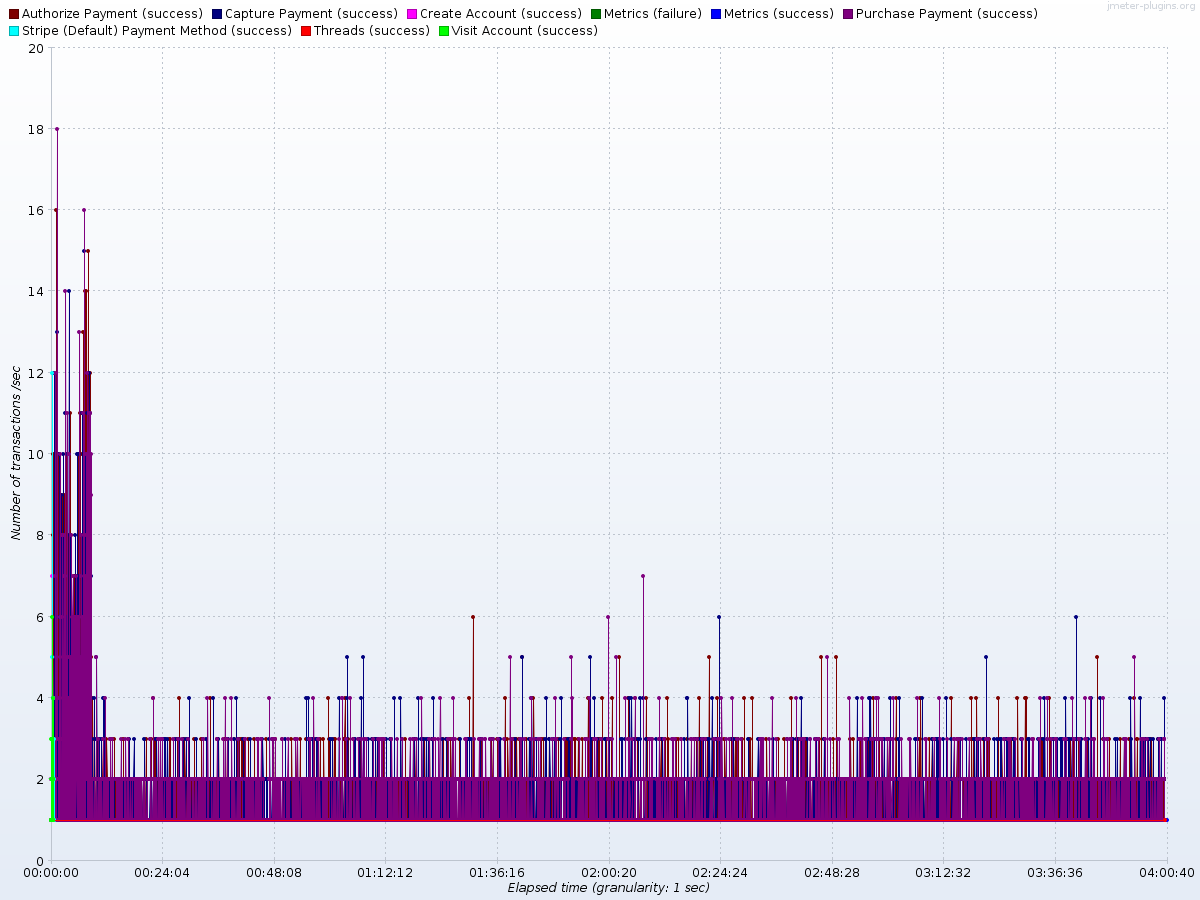 jmeter-plugins.org
Authorize Payment (success) Capture Payment (success) Create Account (success) Metrics (failure) Metrics (success) Purchase Payment (success)
Stripe (Default) Payment Method (success) Threads (success) Visit Account (success)
20
18
16
14
12
10
8
6
4
2
0
Number of transactions /sec
00:00:00 00:24:04 00:48:08 01:12:12 01:36:16 02:00:20 02:24:24 02:48:28 03:12:32 03:36:36 04:00:40
Elapsed time (granularity: 1 sec)